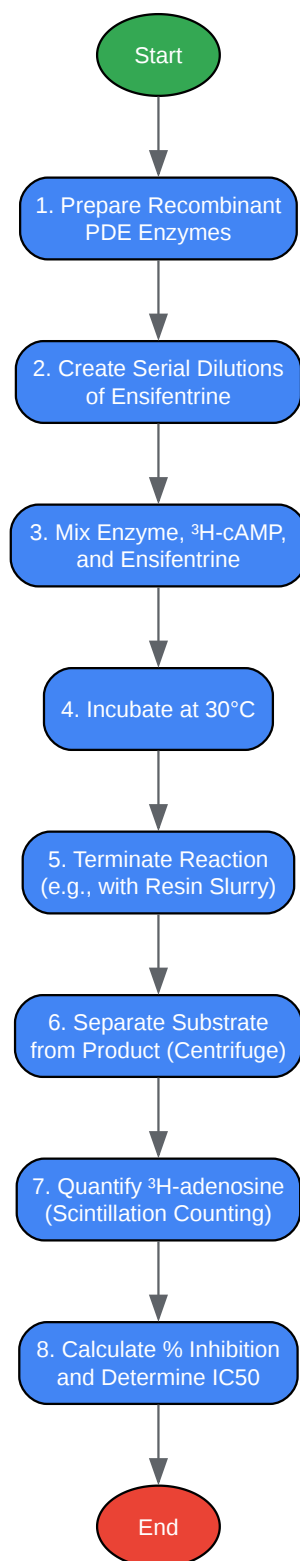 Start
1. Prepare Recombinant
PDE Enzymes
2. Create Serial Dilutions
of Ensifentrine
3. Mix Enzyme, ³H-cAMP,
and Ensifentrine
4. Incubate at 30°C
5. Terminate Reaction
(e.g., with Resin Slurry)
6. Separate Substrate
from Product (Centrifuge)
7. Quantify ³H-adenosine
(Scintillation Counting)
8. Calculate % Inhibition
and Determine IC50
End